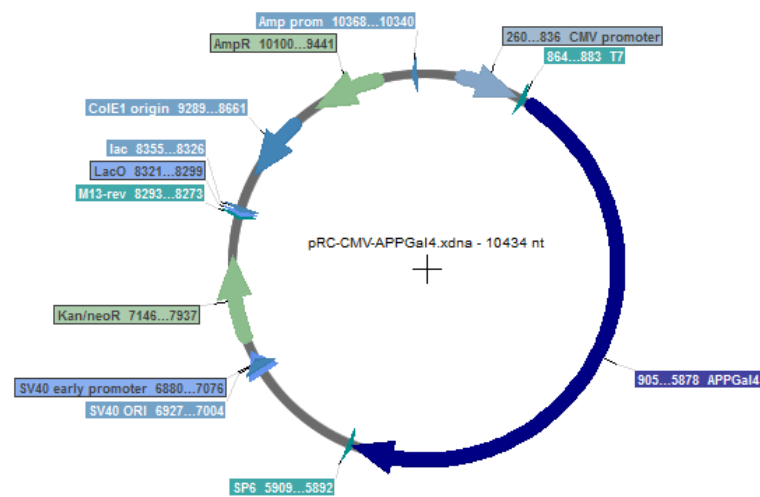 Amp prom 10368...10340
AmpR 10100...9441
260...836 CMV promoter
864...883 T7
ColE1 origin 9289...8661
lac 8355...8326
LacO 8321...8299
M13-rev 8293...8273
pRC-CMV-APPGal4.xdna - 10434 nt
Kan/neoR 7146...7937
905...5878 APPGal4
SV40 early promoter 6880...7076
SV40 ORI 6927...7004
SP6 5909...5892